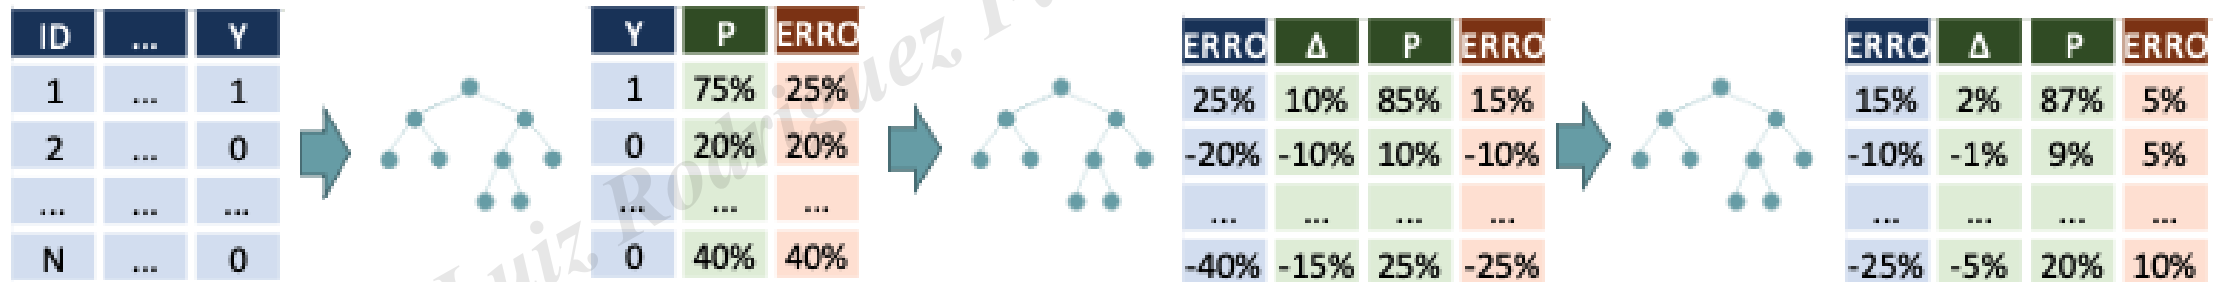 ID ... Y
1 ... 1
2 ... 0
... ... ...
N ... 0
Y P ERRO
1 75% 25%
0 20% 20%
... ... ...
0 40% 40%
ERRO Δ P ERRO
25% 10% 85% 15%
-20% -10% 10% -10%
... ... ... ...
-40% -15% 25% -25%
ERRO Δ P ERRO
15% 2% 87% 5%
-10% -1% 9% 5%
... ... ... ...
-25% -5% 20% 10%
Luiz Rodriguez